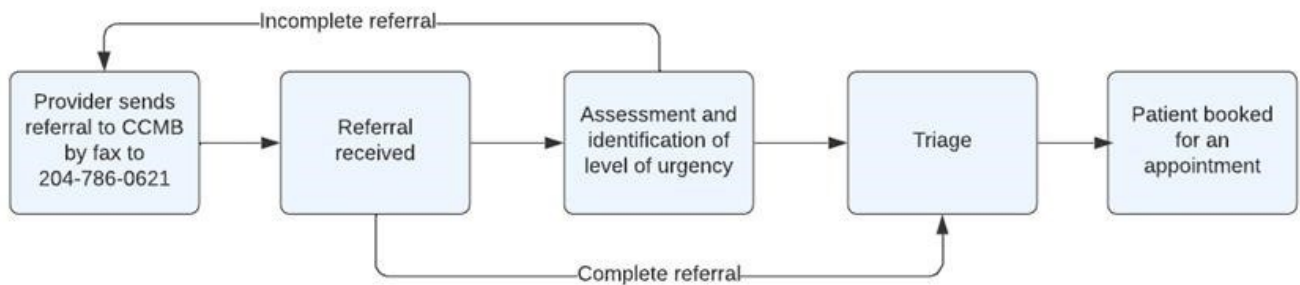 Incomplete referral
Provider sends
referral to CCMB
by fax to
204-786-0621
Referral
received
Assessment and
identification of
level of urgency
Triage
Patient booked
for an
appointment
Complete referral